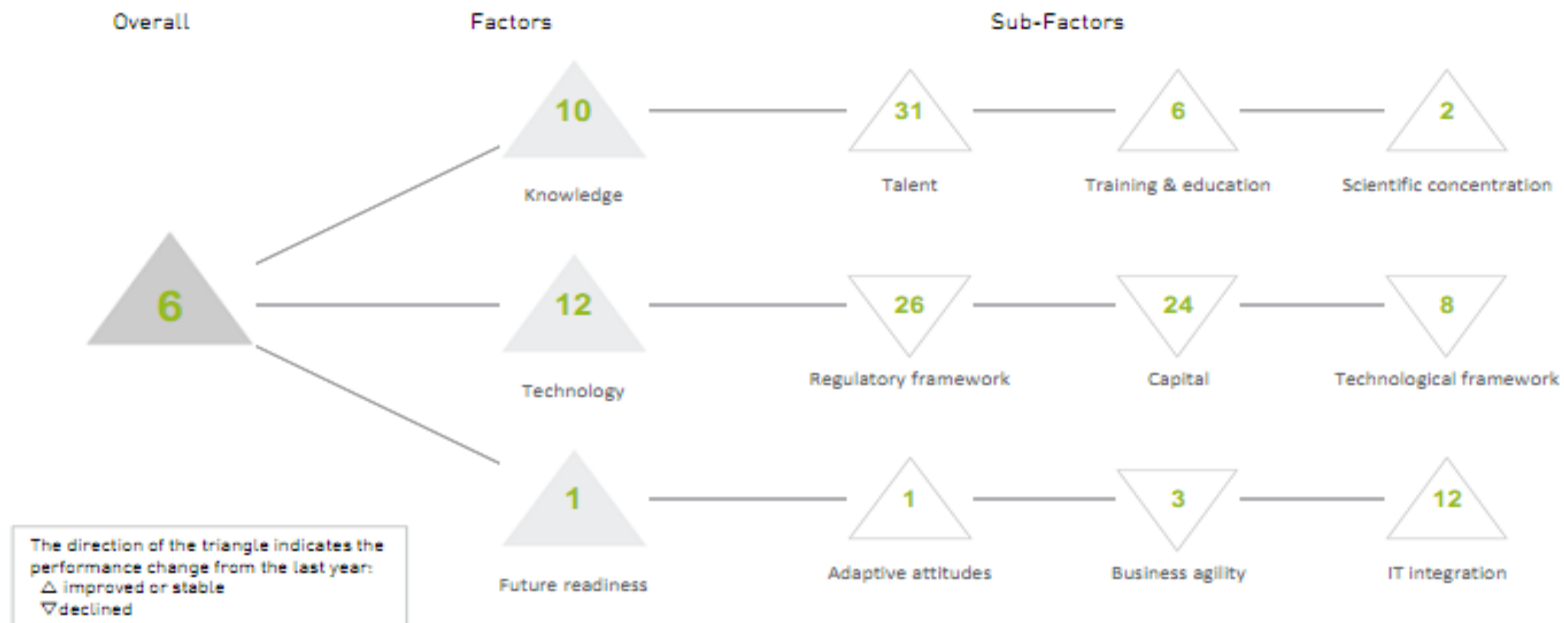 Overall Factors Sub-Factors
10 31 6 2
Knowledge Talent Training & education Scientific concentration
6 12 26 24 8
Technology Regulatory framework Capital Technological framework
1 1 3 12
Future readiness Adaptive attitudes Business agility IT integration
The direction of the triangle indicates the
performance change from the last year:
△ improved or stable
▽ declined